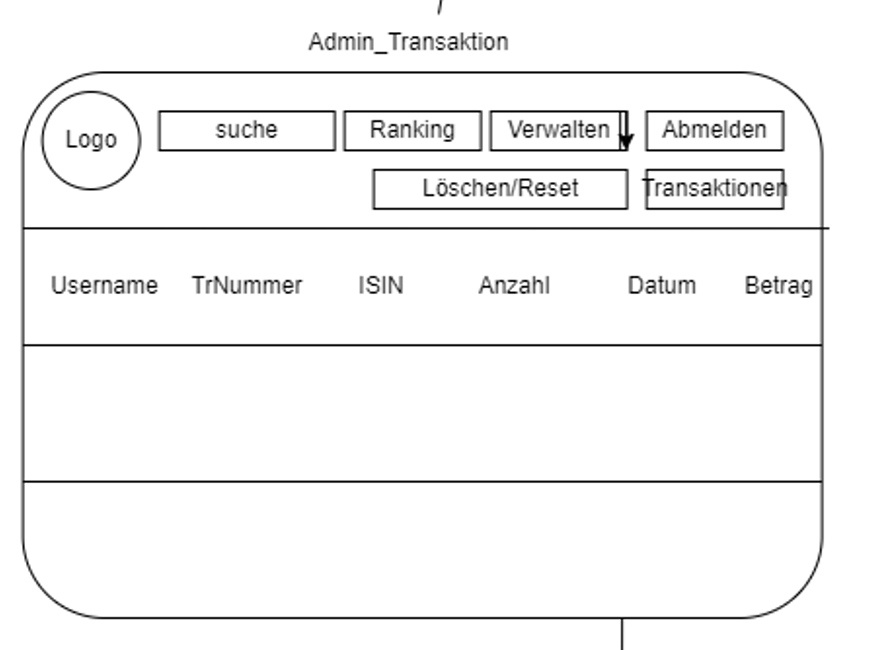 Admin_Transaktion
Logo
suche
Ranking
Verwalten
Abmelden
Löschen/Reset
Transaktionen
Username TrNummer ISIN Anzahl Datum Betrag